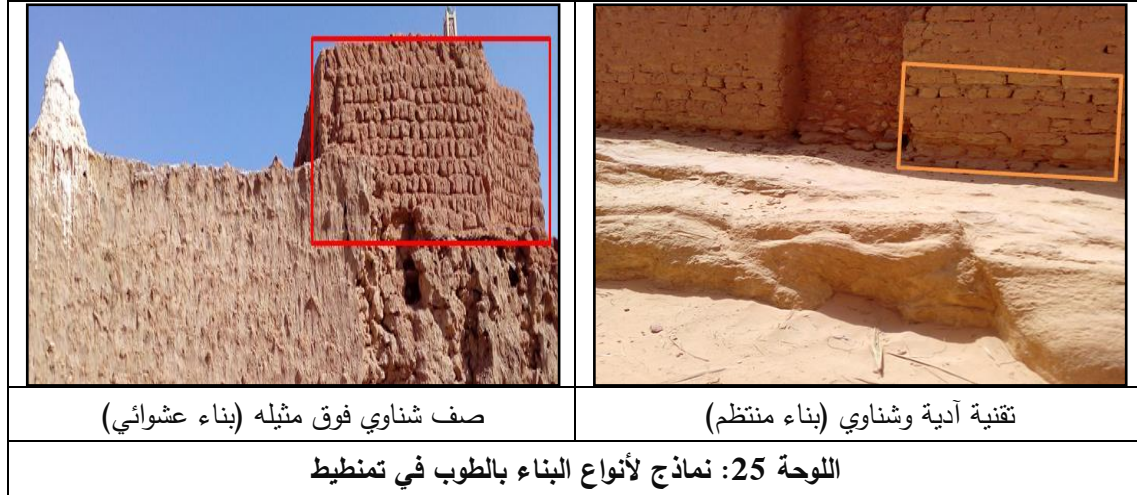 تقنية آدية وشناوي (بناء منتظم)
صف شناوي فوق مثيله (بناء عشوائي)
اللوحة 25: نماذج لأنواع البناء بالطوب في تمنطيط